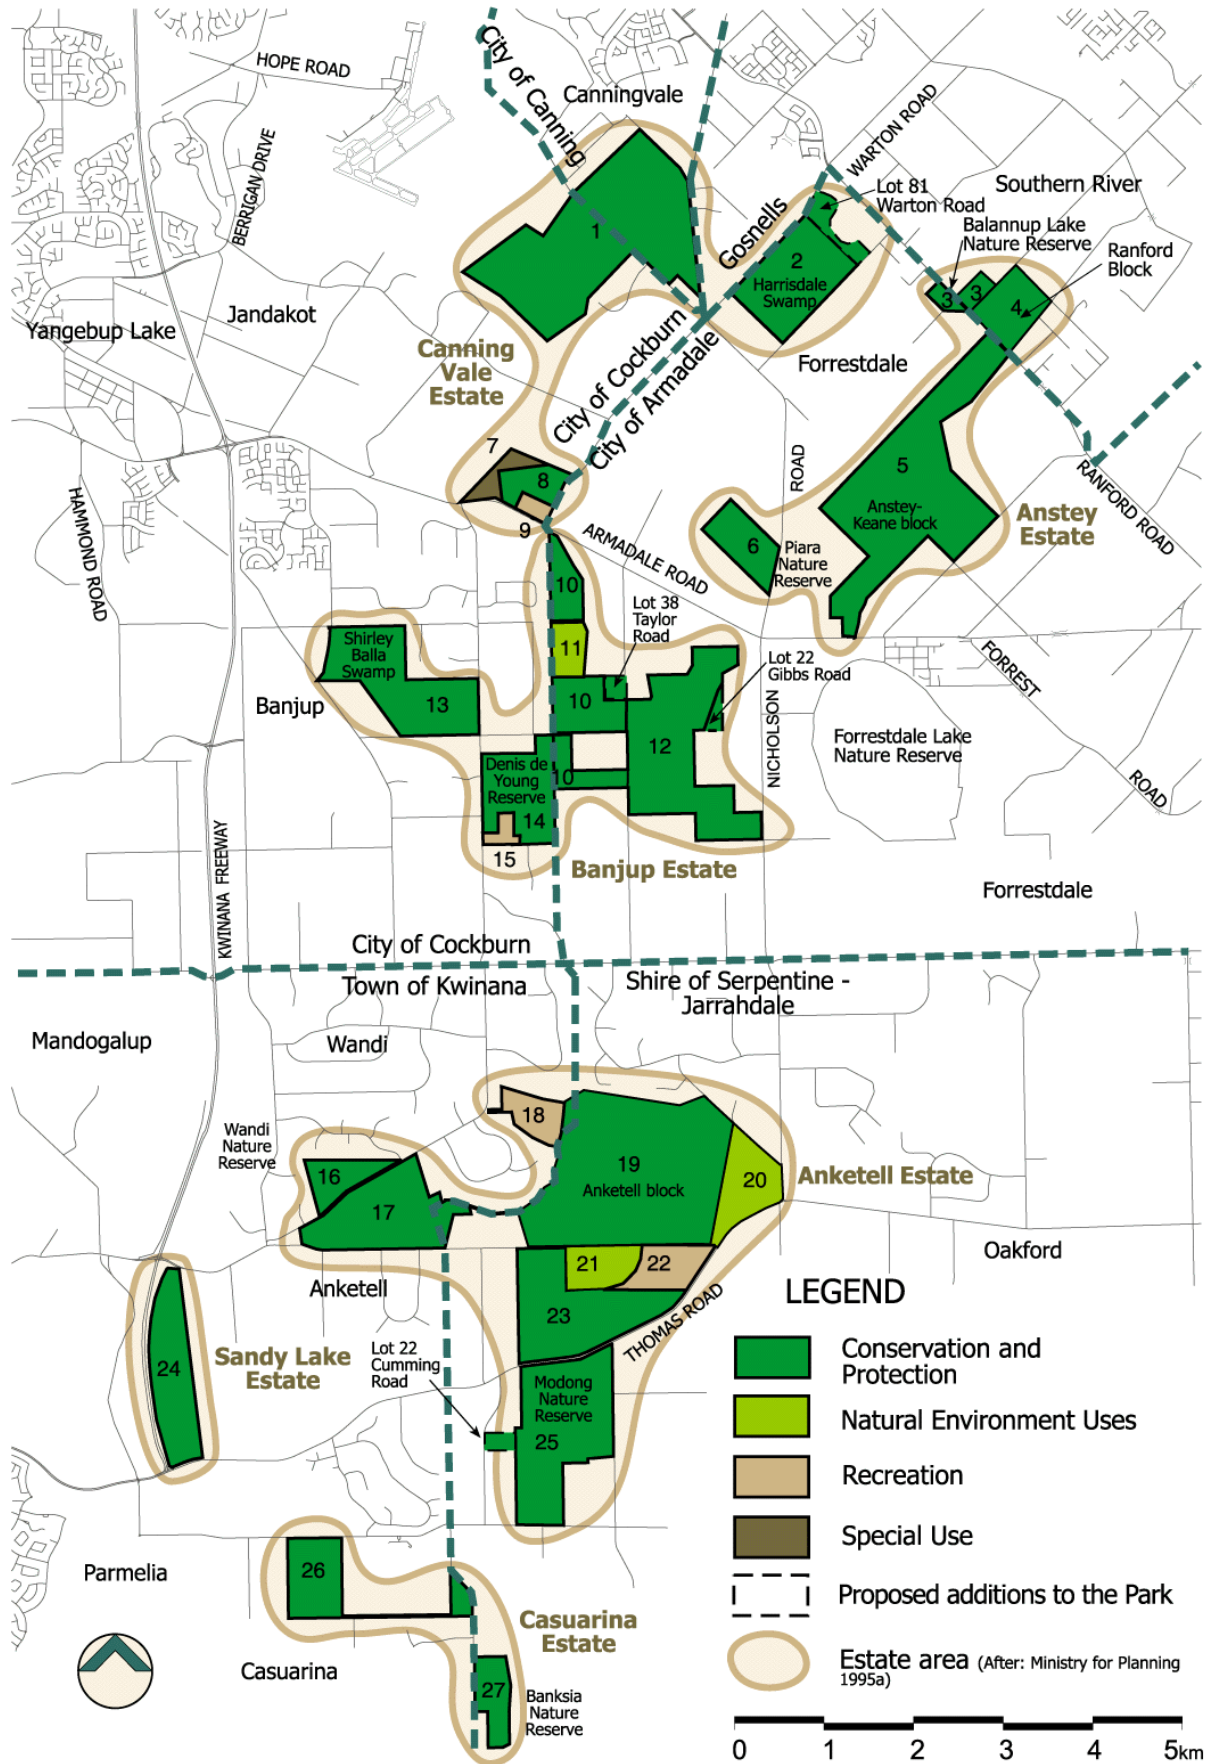 HOPE ROAD
City of Canning
Canningvale
WARTON ROAD
BERRIGAN DRIVE
Lot 81
Warton Road
Southern River
Gosnells
Balannup Lake
Nature Reserve
Ranford
Block
1
2
Harrisdale
Swamp
3
3
4
Jandakot
Yangebup Lake
Canning
Vale
Estate
City of Cockburn
City of Armadale
Forrestdale
7
8
9
ROAD
5
Anstey-
Keane block
RANFORD ROAD
Anstey
Estate
HAMMOND ROAD
ARMADALE ROAD
6
Piara
Nature
Reserve
10
Lot 38
Taylor
Road
Shirley
Balla
Swamp
11
Lot 22
Gibbs Road
FORREST
ROAD
Banjup
13
10
12
NICHOLSON
Forrestdale Lake
Nature Reserve
Denis de
Young
Reserve
10
14
15
Banjup Estate
KWINANA FREEWAY
Forrestdale
City of Cockburn
Town of Kwinana
Shire of Serpentine -
Jarrahdale
Mandogalup
Wandi
18
Wandi
Nature
Reserve
16
17
19
Anketell block
20
Anketell Estate
Oakford
Anketell
21
22
23
THOMAS ROAD
24
Sandy Lake
Estate
Lot 22
Cumming
Road
Modong
Nature
Reserve
25
LEGEND
Conservation and
Protection
Natural Environment Uses
Recreation
Special Use
Proposed additions to the Park
Estate area (After: Ministry for Planning
1995a)
Parmelia
26
Casuarina
Estate
Casuarina
27
Banksia
Nature
Reserve
0 1 2 3 4 5km